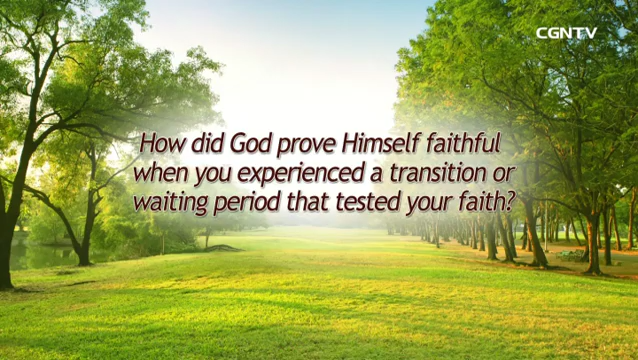 CGNTV
How did God prove Himself faithful
when you experienced a transition or
waiting period that tested your faith?